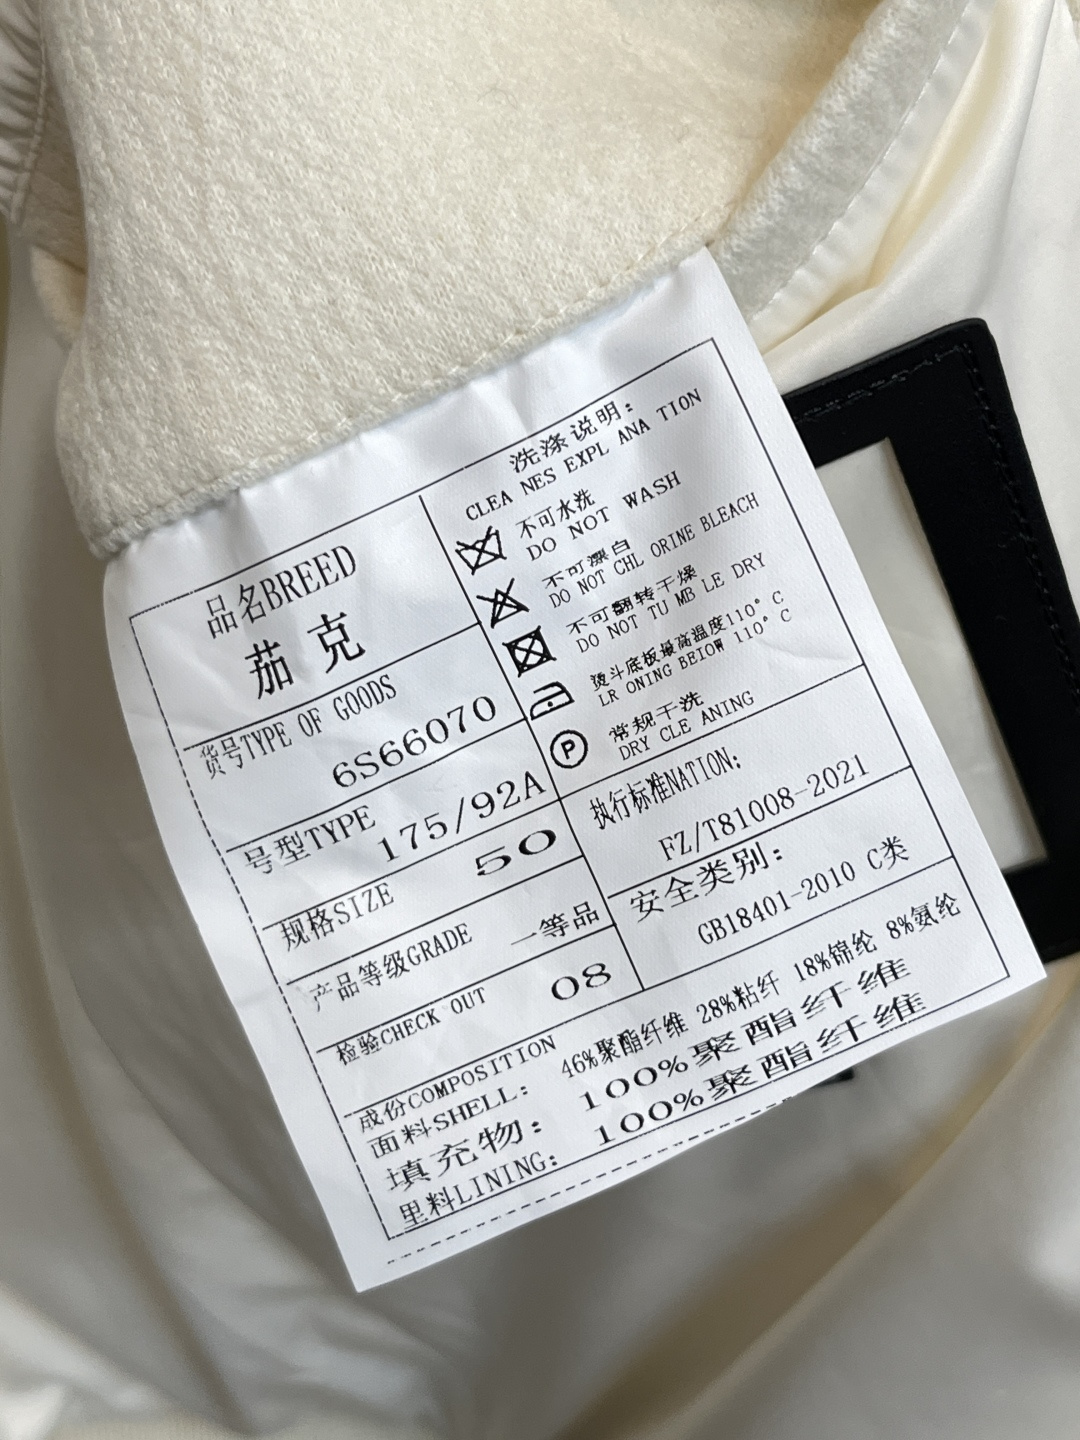 品名BREED
茄 克
货号TYPE OF GOODS
6S66070
号型TYPE
175/92A
规格SIZE
50
产品等级GRADE
一等品
检验CHECK OUT
08
洗涤说明:
CLEA NES EXPL ANA TION
不可水洗
DO NOT WASH
不可漂白
DO NOT CHL ORINE BLEACH
不可翻转干燥
DO NOT TU MB LE DRY
烫斗底板最高温度110°C
LR ONING BEIOW 110°C
P
常规干洗
DRY CLE ANING
执行标准NATION:
FZ/T81008-2021
安全类别:
GB18401-2010 C类
成份COMPOSITION
面料SHELL: 46%聚酯纤维 28%粘纤 18%锦纶 8%氨纶
填充物: 100%聚酯纤维
里料LINING: 100%聚酯纤维